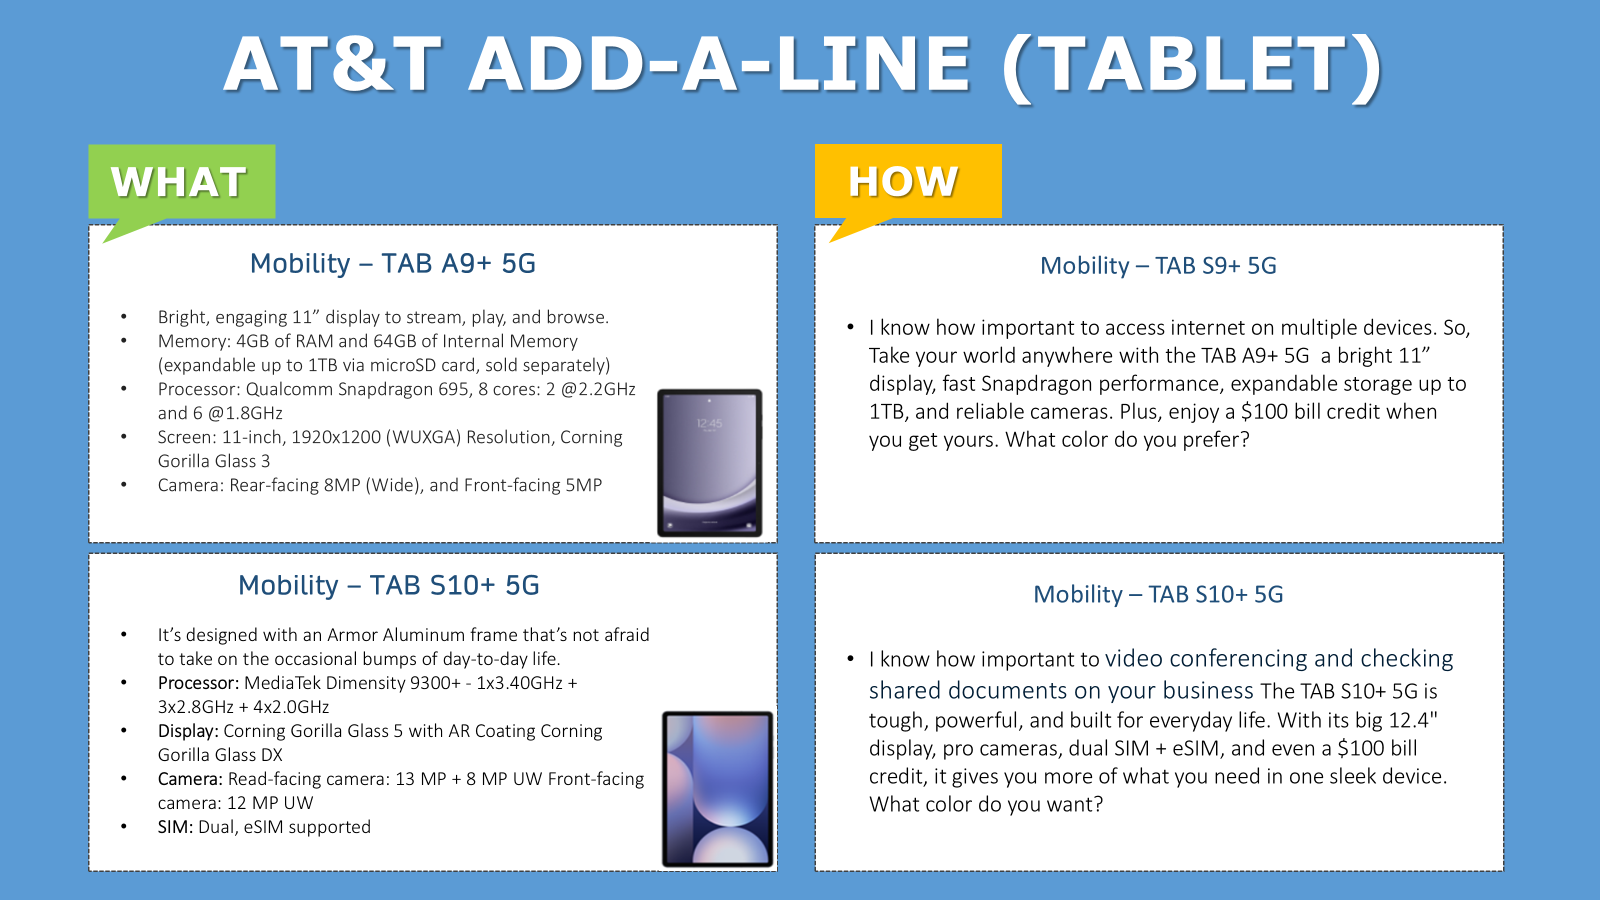 AT&T ADD-A-LINE (TABLET)
WHAT
Mobility – TAB A9+ 5G
• Bright, engaging 11” display to stream, play, and browse.
• Memory: 4GB of RAM and 64GB of Internal Memory
(expandable up to 1TB via microSD card, sold separately)
• Processor: Qualcomm Snapdragon 695, 8 cores: 2 @2.2GHz
and 6 @1.8GHz
• Screen: 11-inch, 1920x1200 (WUXGA) Resolution, Corning
Gorilla Glass 3
• Camera: Rear-facing 8MP (Wide), and Front-facing 5MP
12:45
Mobility – TAB S10+ 5G
• It’s designed with an Armor Aluminum frame that’s not afraid
to take on the occasional bumps of day-to-day life.
• Processor: MediaTek Dimensity 9300+ - 1x3.40GHz +
3x2.8GHz + 4x2.0GHz
• Display: Corning Gorilla Glass 5 with AR Coating Corning
Gorilla Glass DX
• Camera: Read-facing camera: 13 MP + 8 MP UW Front-facing
camera: 12 MP UW
• SIM: Dual, eSIM supported
HOW
Mobility – TAB S9+ 5G
• I know how important to access internet on multiple devices. So,
Take your world anywhere with the TAB A9+ 5G  a bright 11”
display, fast Snapdragon performance, expandable storage up to
1TB, and reliable cameras. Plus, enjoy a $100 bill credit when
you get yours. What color do you prefer?
Mobility – TAB S10+ 5G
• I know how important to video conferencing and checking
shared documents on your business The TAB S10+ 5G is
tough, powerful, and built for everyday life. With its big 12.4"
display, pro cameras, dual SIM + eSIM, and even a $100 bill
credit, it gives you more of what you need in one sleek device.
What color do you want?